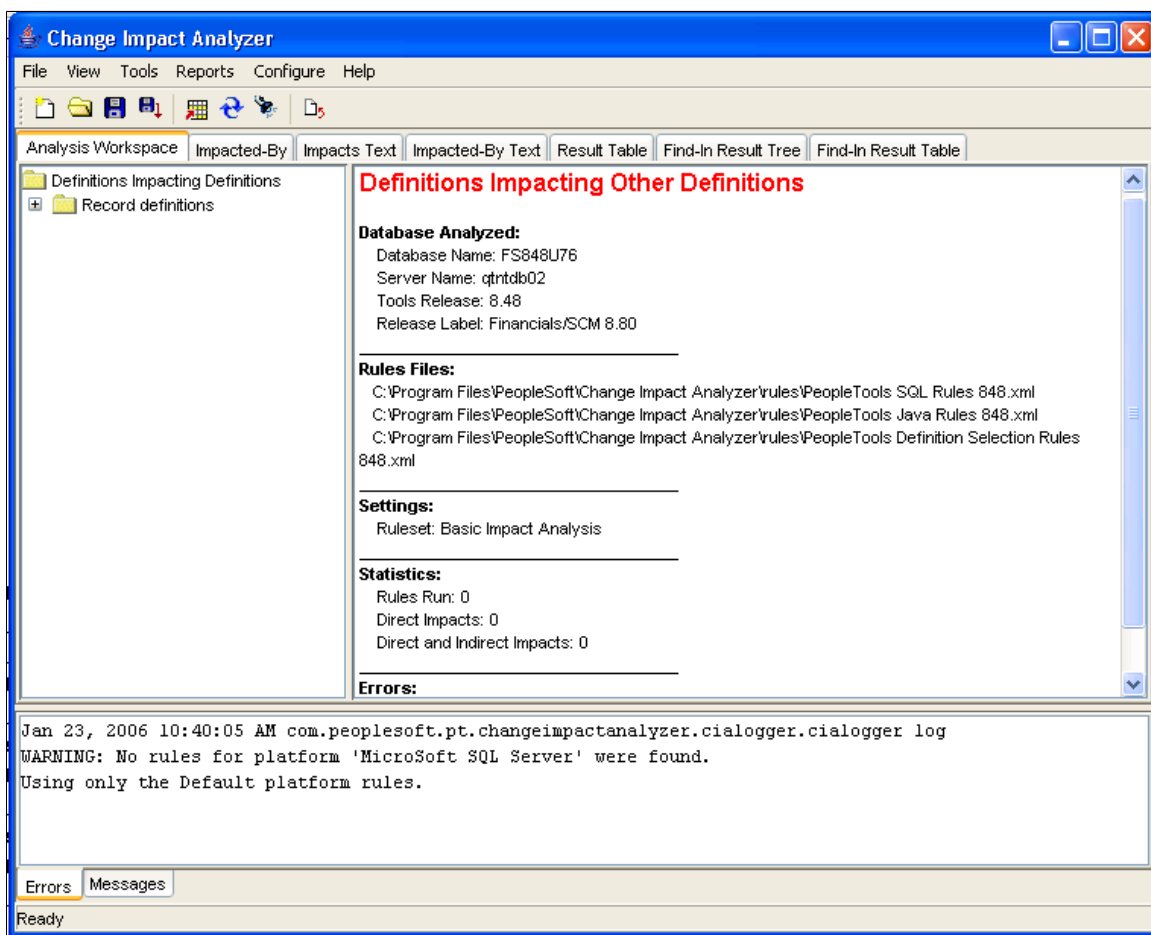 Change Impact Analyzer
File View Tools Reports Configure Help
Analysis Workspace Impacted-By Impacts Text Impacted-By Text Result Table Find-In Result Tree Find-In Result Table
Definitions Impacting Definitions
Record definitions
Definitions Impacting Other Definitions
Database Analyzed:
Database Name: FS848U76
Server Name: qtntdb02
Tools Release: 8.48
Release Label: Financials/SCM 8.80
Rules Files:
C:\Program Files\PeopleSoft\Change Impact Analyzer\rules\PeopleTools SQL Rules 848.xml
C:\Program Files\PeopleSoft\Change Impact Analyzer\rules\PeopleTools Java Rules 848.xml
C:\Program Files\PeopleSoft\Change Impact Analyzer\rules\PeopleTools Definition Selection Rules
848.xml
Settings:
Ruleset: Basic Impact Analysis
Statistics:
Rules Run: 0
Direct Impacts: 0
Direct and Indirect Impacts: 0
Errors:
Jan 23, 2006 10:40:05 AM com.peoplesoft.pt.changeimpactanalyzer.cialogger.cialogger log
WARNING: No rules for platform 'MicroSoft SQL Server' were found.
Using only the Default platform rules.
Errors Messages
Ready